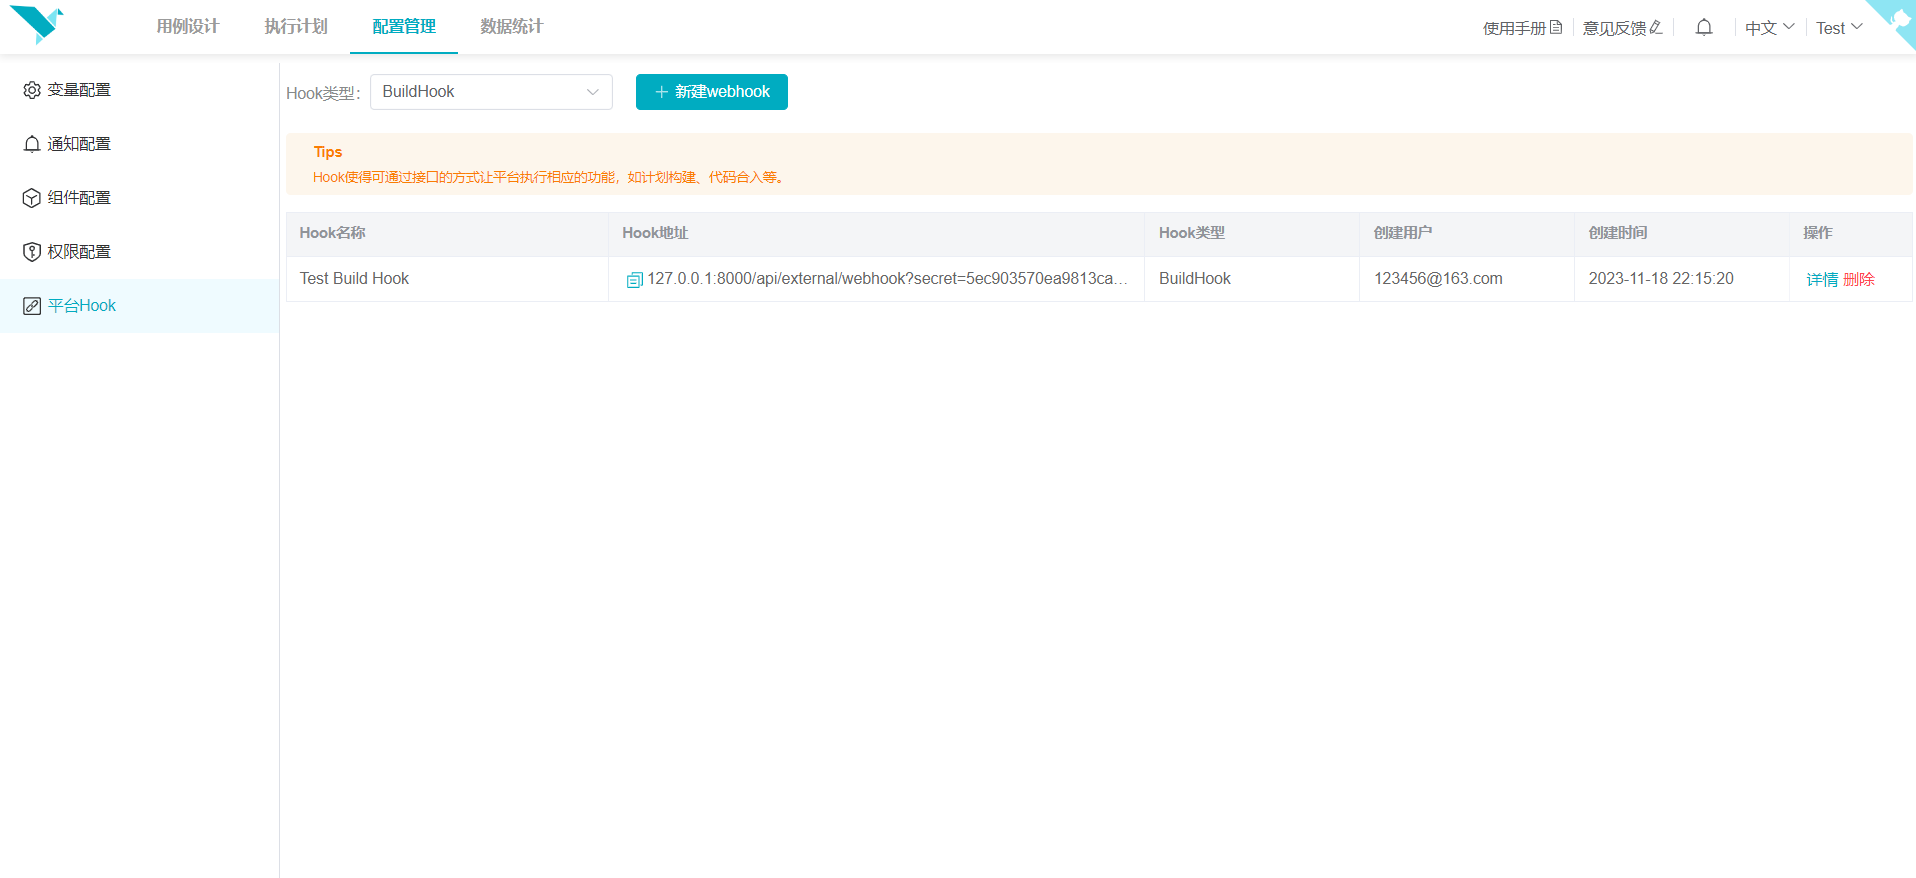 用例设计 执行计划 配置管理 数据统计 使用手册 意见反馈 中文 Test
变量配置
通知配置
组件配置
权限配置
平台Hook
Hook类型: BuildHook 新建webhook
Tips
Hook使得可通过接口的方式让平台执行相应的功能，如计划构建、代码合入等。
Hook名称 Hook地址 Hook类型 创建用户 创建时间 操作
Test Build Hook 127.0.0.1:8000/api/external/webhook?secret=5ec903570ea9813ca... BuildHook 123456@163.com 2023-11-18 22:15:20 详情 删除